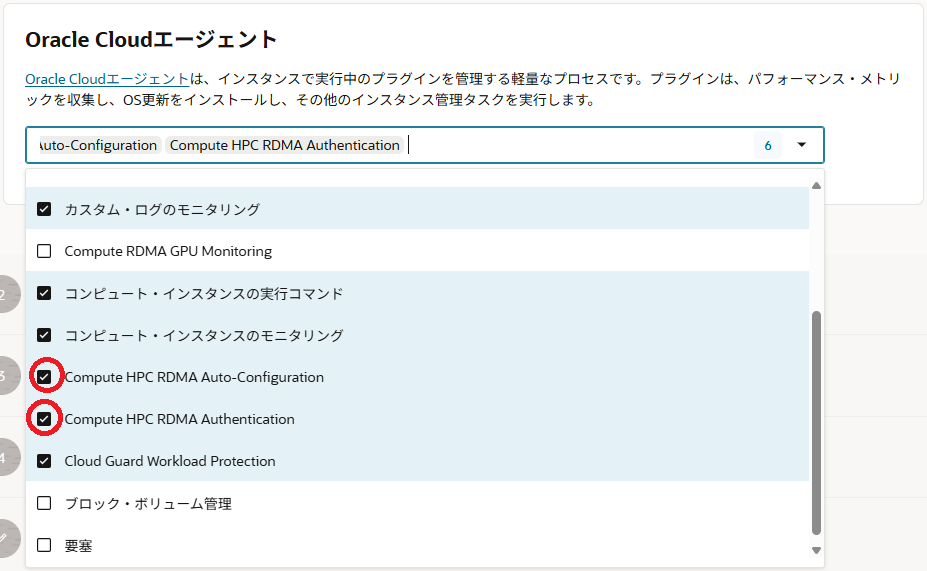 Oracle Cloudエージェント
Oracle Cloudエージェントは、インスタンスで実行中のプラグインを管理する軽量なプロセスです。プラグインは、パフォーマンス・メトリ
ックを収集し、OS更新をインストールし、その他のインスタンス管理タスクを実行します。
Auto-Configuration Compute HPC RDMA Authentication 6
カスタム・ログのモニタリング
Compute RDMA GPU Monitoring
2
コンピュート・インスタンスの実行コマンド
コンピュート・インスタンスのモニタリング
3
Compute HPC RDMA Auto-Configuration
Compute HPC RDMA Authentication
4
Cloud Guard Workload Protection
ブロック・ボリューム管理
要塞